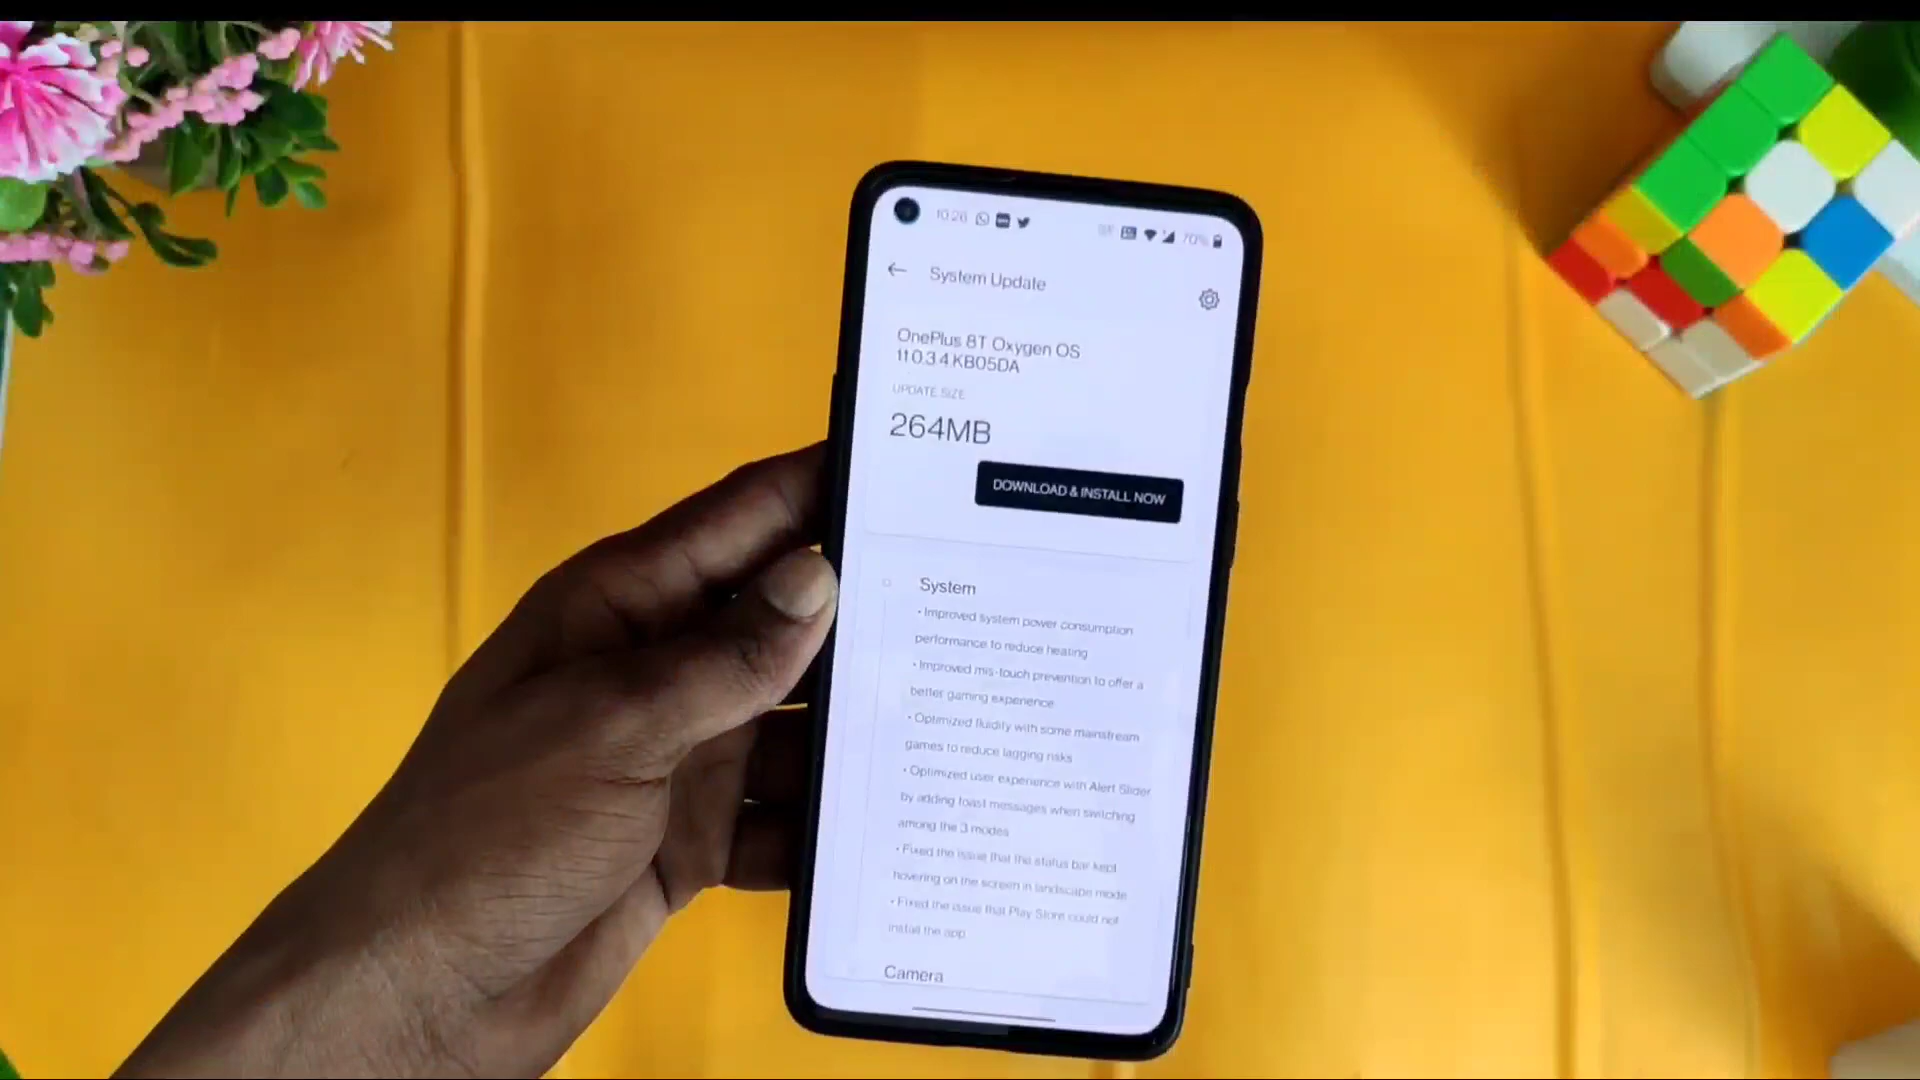 10:26
70%
System Update
OnePlus 8T Oxygen OS
11.0.3.4.KB05DA
UPDATE SIZE
264MB
DOWNLOAD & INSTALL NOW
System
• Improved system power consumption
performance to reduce heating
• Improved mis-touch prevention to offer a
better gaming experience
• Optimized fluidity with some mainstream
games to reduce lagging risks
• Optimized user experience with Alert Slider
by adding toast messages when switching
among the 3 modes
• Fixed the issue that the status bar kept
hovering on the screen in landscape mode
• Fixed the issue that Play Store could not
install the app
Camera